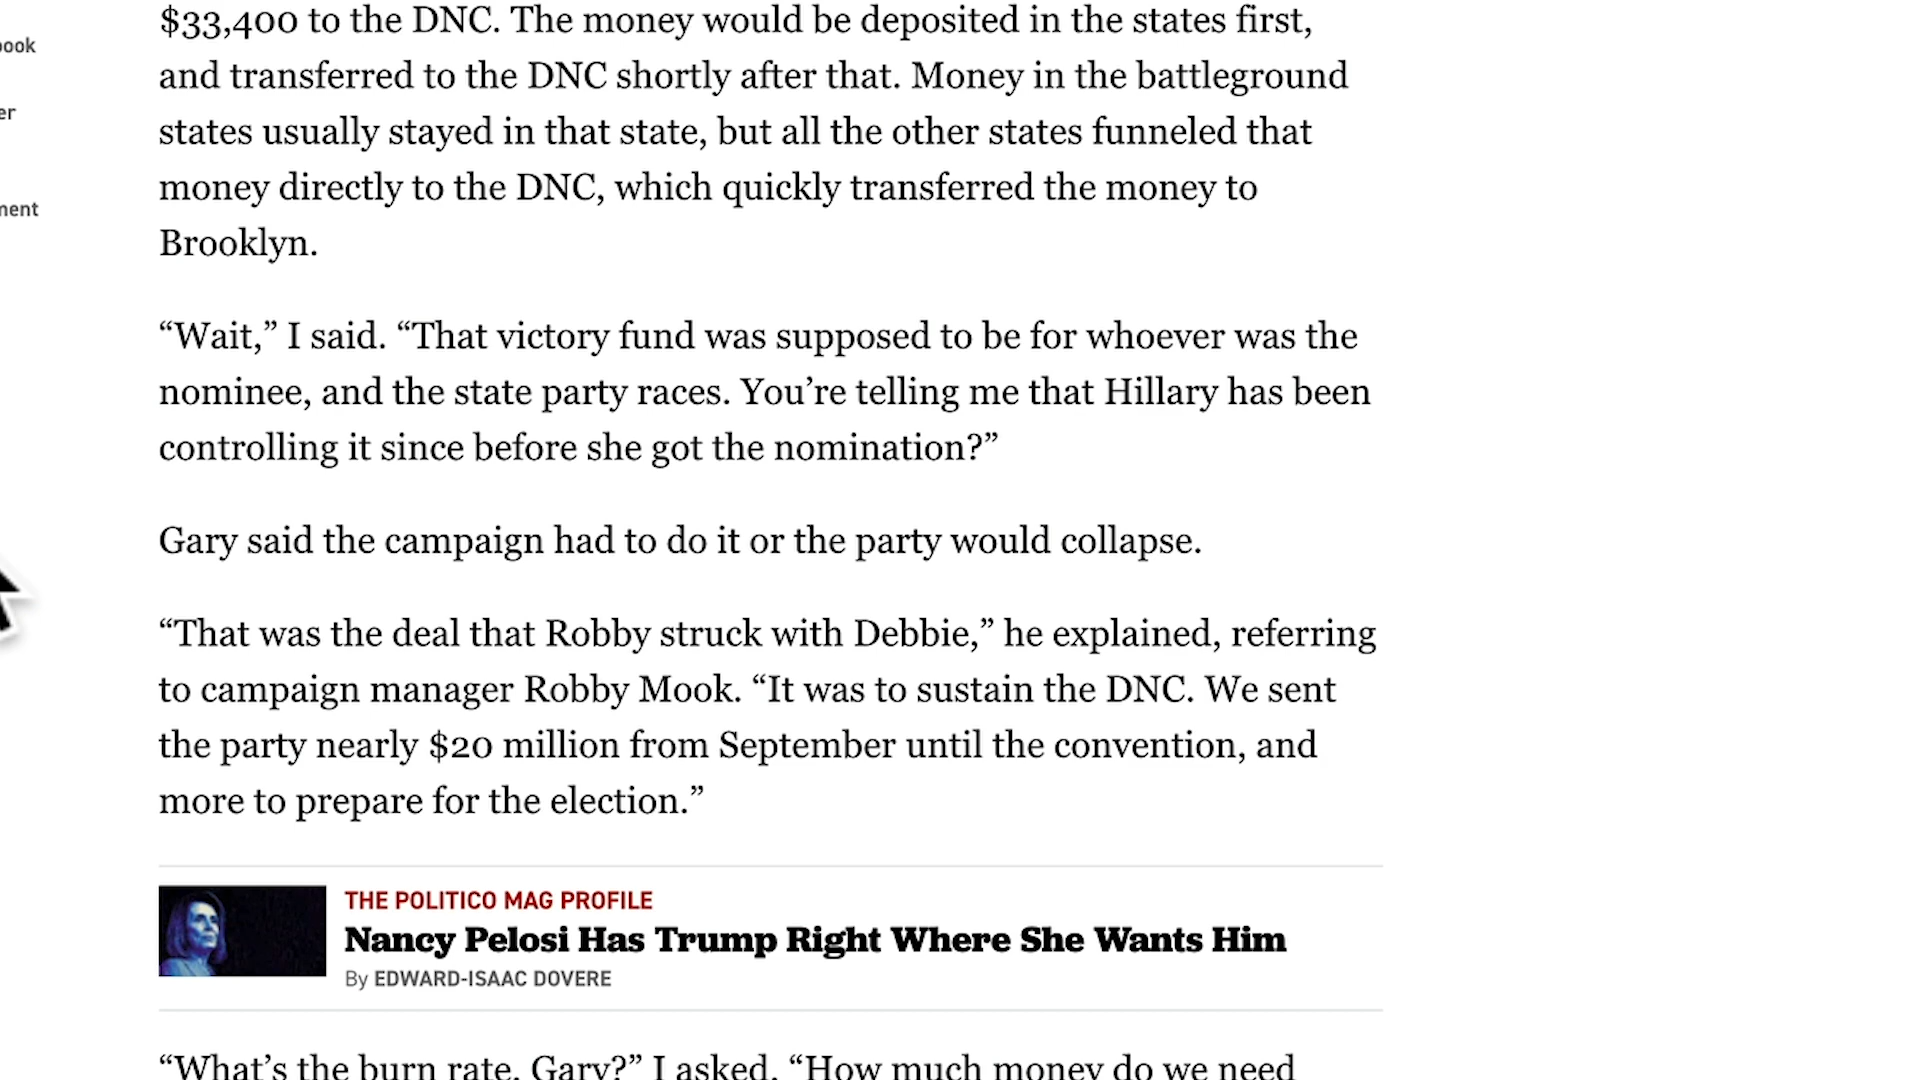 $33,400 to the DNC. The money would be deposited in the states first,
and transferred to the DNC shortly after that. Money in the battleground
states usually stayed in that state, but all the other states funneled that
money directly to the DNC, which quickly transferred the money to
Brooklyn.
“Wait,” I said. “That victory fund was supposed to be for whoever was the
nominee, and the state party races. You’re telling me that Hillary has been
controlling it since before she got the nomination?”
Gary said the campaign had to do it or the party would collapse.
“That was the deal that Robby struck with Debbie,” he explained, referring
to campaign manager Robby Mook. “It was to sustain the DNC. We sent
the party nearly $20 million from September until the convention, and
more to prepare for the election.”
THE POLITICO MAG PROFILE
Nancy Pelosi Has Trump Right Where She Wants Him
By EDWARD-ISAAC DOVERE
“What’s the burn rate, Gary?” I asked. “How much money do we need